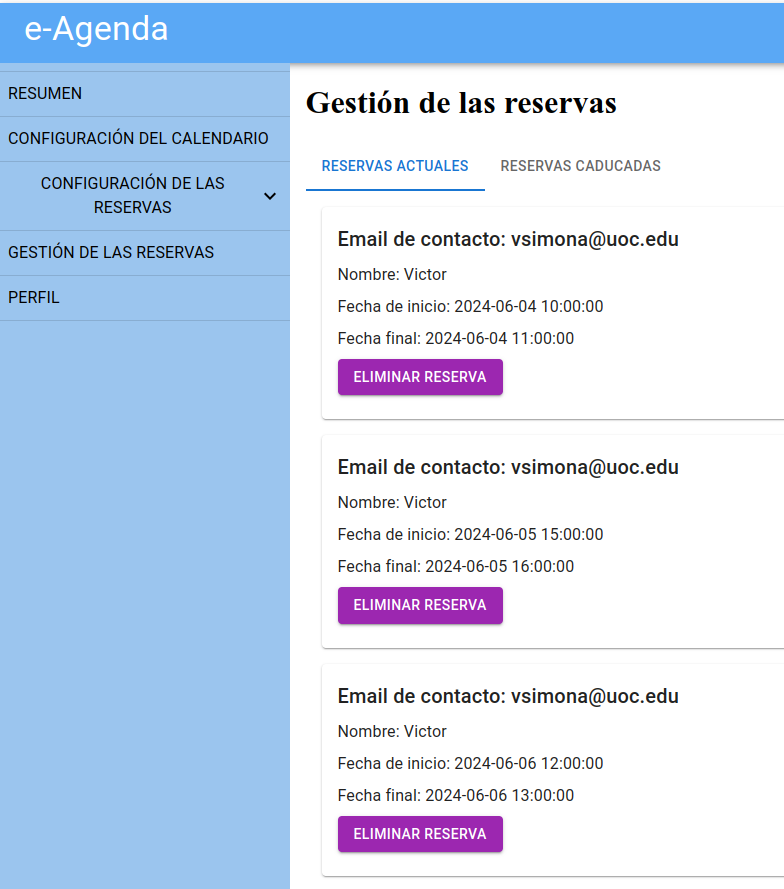 e-Agenda
RESUMEN
CONFIGURACIÓN DEL CALENDARIO
CONFIGURACIÓN DE LAS
RESERVAS
GESTIÓN DE LAS RESERVAS
PERFIL
Gestión de las reservas
RESERVAS ACTUALES RESERVAS CADUCADAS
Email de contacto: vsimona@uoc.edu
Nombre: Victor
Fecha de inicio: 2024-06-04 10:00:00
Fecha final: 2024-06-04 11:00:00
ELIMINAR RESERVA
Email de contacto: vsimona@uoc.edu
Nombre: Victor
Fecha de inicio: 2024-06-05 15:00:00
Fecha final: 2024-06-05 16:00:00
ELIMINAR RESERVA
Email de contacto: vsimona@uoc.edu
Nombre: Victor
Fecha de inicio: 2024-06-06 12:00:00
Fecha final: 2024-06-06 13:00:00
ELIMINAR RESERVA